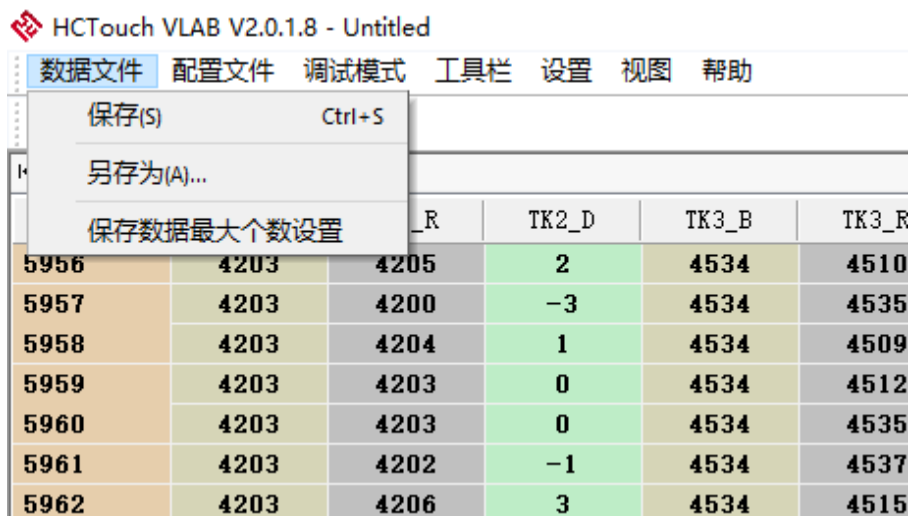 HCTouch VLAB V2.0.1.8 - Untitled
数据文件 配置文件 调试模式 工具栏 设置 视图 帮助
保存(S) Ctrl+S
另存为(A)...
保存数据最大个数设置
_R TK2_D TK3_B TK3_R
5956 4203 4205 2 4534 4510
5957 4203 4200 -3 4534 4535
5958 4203 4204 1 4534 4509
5959 4203 4203 0 4534 4512
5960 4203 4203 0 4534 4535
5961 4203 4202 -1 4534 4537
5962 4203 4206 3 4534 4515